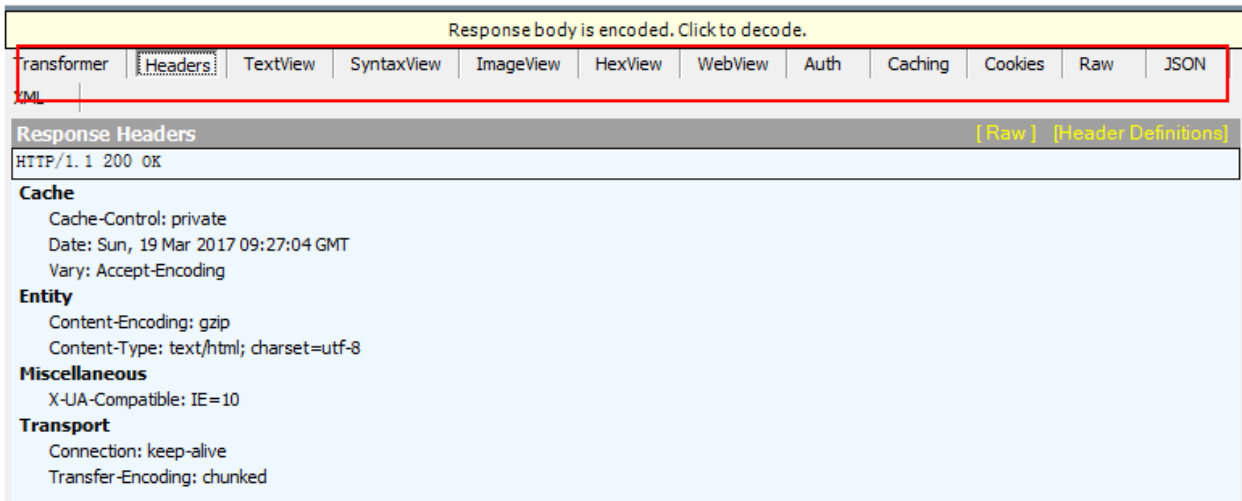 Response body is encoded. Click to decode.
Transformer Headers TextView SyntaxView ImageView HexView WebView Auth Caching Cookies Raw JSON
XML
Response Headers [ Raw ] [Header Definitions]
HTTP/1.1 200 OK
Cache
Cache-Control: private
Date: Sun, 19 Mar 2017 09:27:04 GMT
Vary: Accept-Encoding
Entity
Content-Encoding: gzip
Content-Type: text/html; charset=utf-8
Miscellaneous
X-UA-Compatible: IE=10
Transport
Connection: keep-alive
Transfer-Encoding: chunked